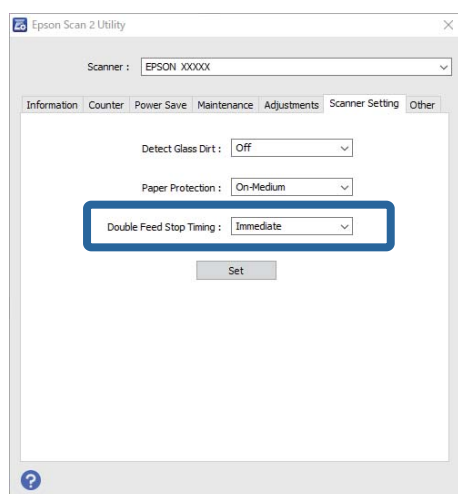 Epson Scan 2 Utility
Scanner : EPSON XXXXX
Information Counter Power Save Maintenance Adjustments Scanner Setting Other
Detect Glass Dirt : Off
Paper Protection : On-Medium
Double Feed Stop Timing : Immediate
Set
?